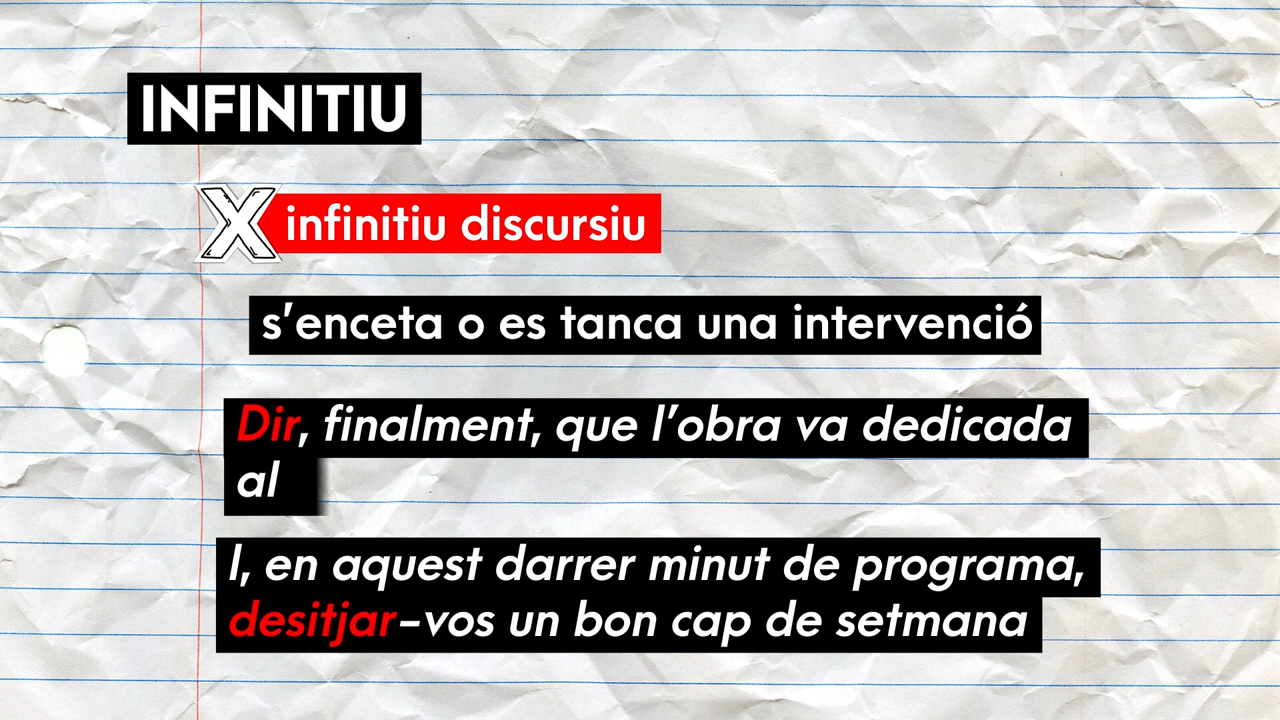 INFINITIU
X infinitiu discursiu
s'enceta o es tanca una intervenció
Dir, finalment, que l'obra va dedicada
al
I, en aquest darrer minut de programa,
desitjar-vos un bon cap de setmana